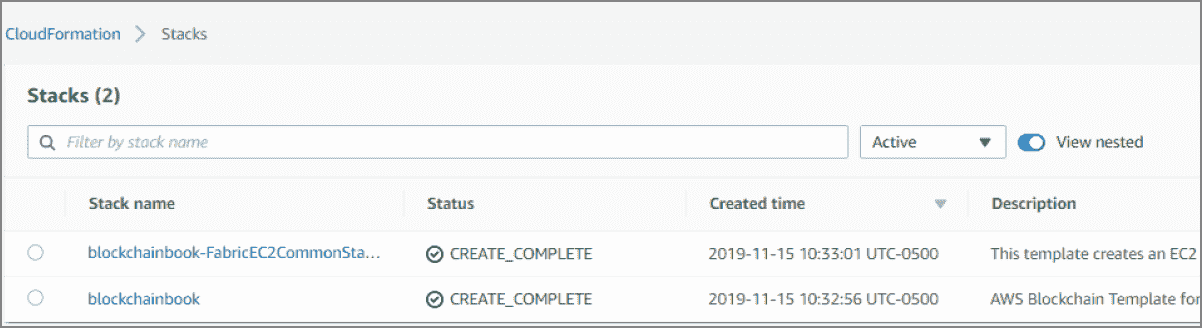 CloudFormation > Stacks
Stacks (2)
Filter by stack name Active View nested
Stack name Status Created time Description
blockchainbook-FabricEC2CommonSta... CREATE_COMPLETE 2019-11-15 10:33:01 UTC-0500 This template creates an EC2
blockchainbook CREATE_COMPLETE 2019-11-15 10:32:56 UTC-0500 AWS Blockchain Template for